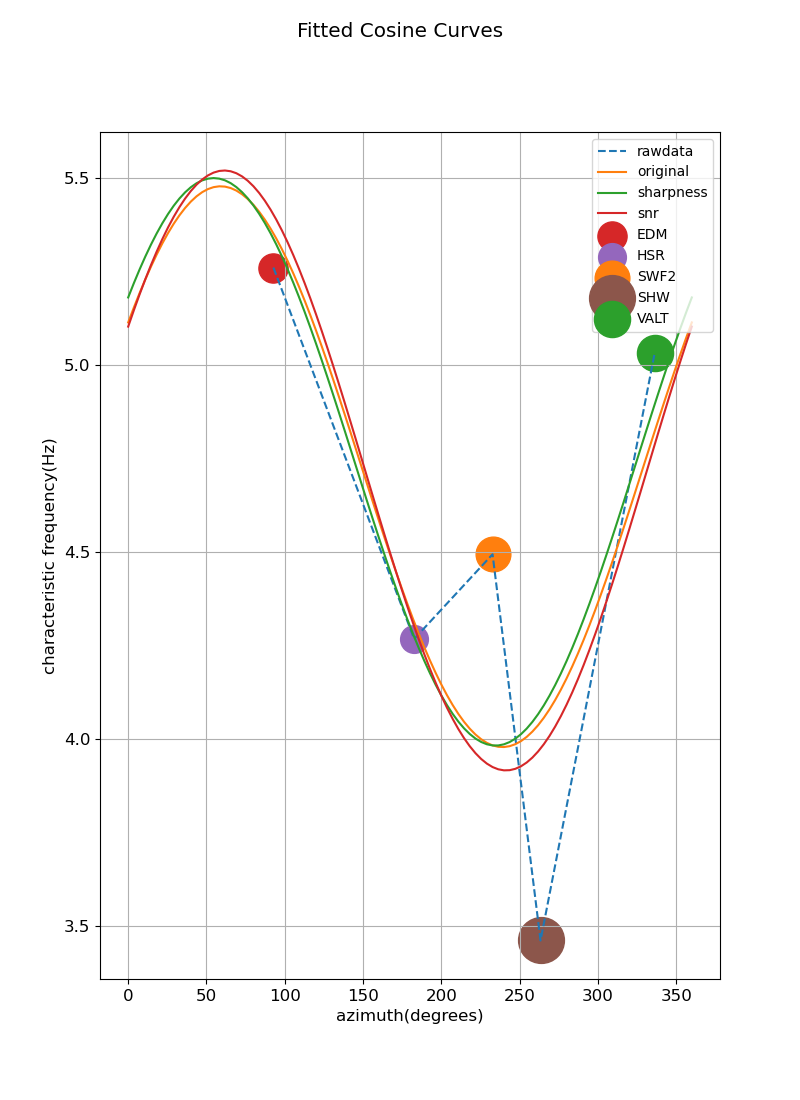 Fitted Cosine Curves
rawdata
original
sharpness
snr
EDM
HSR
SWF2
SHW
VALT
characteristic frequency(Hz)
5.5
5.0
4.5
4.0
3.5
0 50 100 150 200 250 300 350
azimuth(degrees)